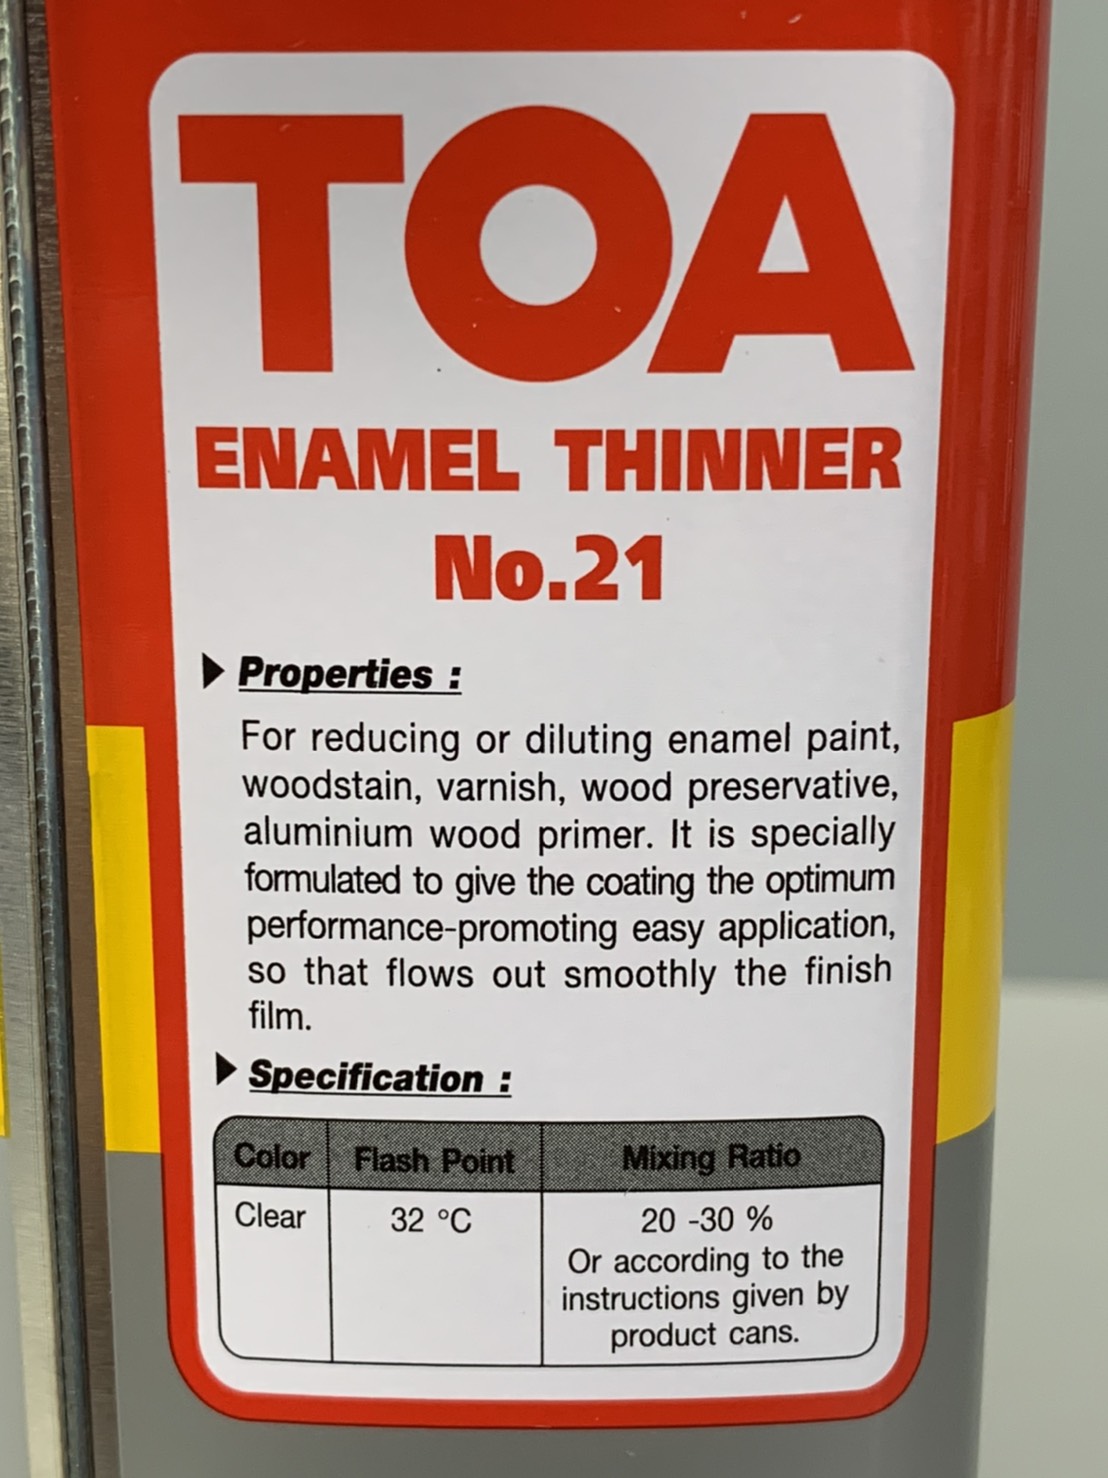 TOA
ENAMEL THINNER
No.21
Properties :
For reducing or diluting enamel paint,
woodstain, varnish, wood preservative,
aluminium wood primer. It is specially
formulated to give the coating the optimum
performance-promoting easy application,
so that flows out smoothly the finish
film.
Specification :
Color Flash Point Mixing Ratio
Clear 32 °C 20 -30 %
Or according to the
instructions given by
product cans.